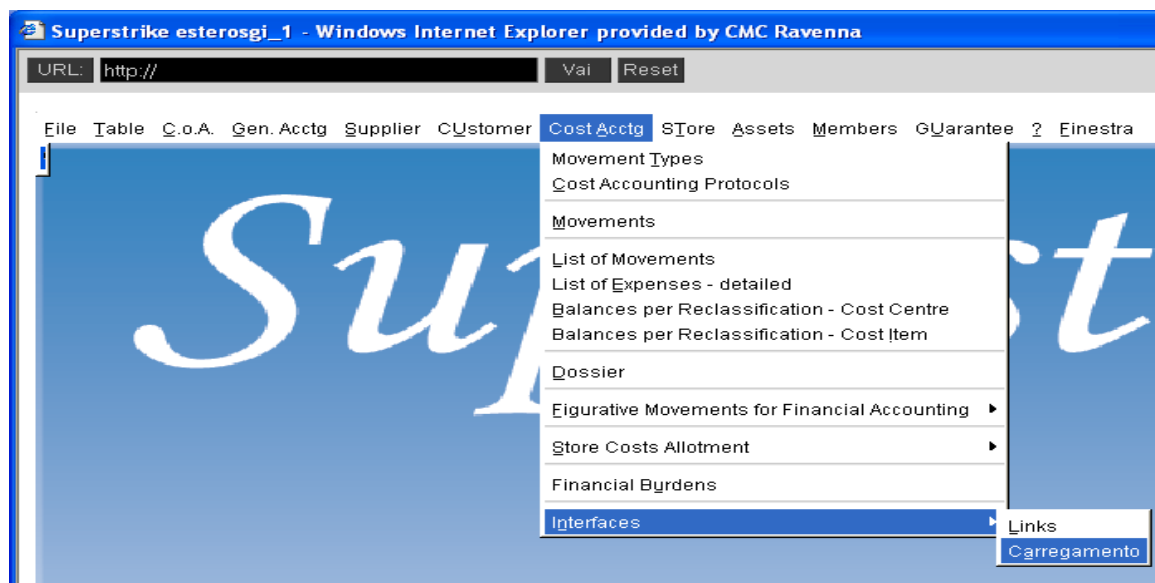 Superstrike esterosgi_1 - Windows Internet Explorer provided by CMC Ravenna
URL: http:// Vai Reset
File Table C.o.A. Gen. Acctg Supplier CUstomer Cost Acctg STore Assets Members GUarantee ? Finestra
Movement Types
Cost Accounting Protocols
Movements
List of Movements
List of Expenses - detailed
Balances per Reclassification - Cost Centre
Balances per Reclassification - Cost Item
Dossier
Figurative Movements for Financial Accounting
Store Costs Allotment
Financial Burdens
Interfaces
Links
Carregamento